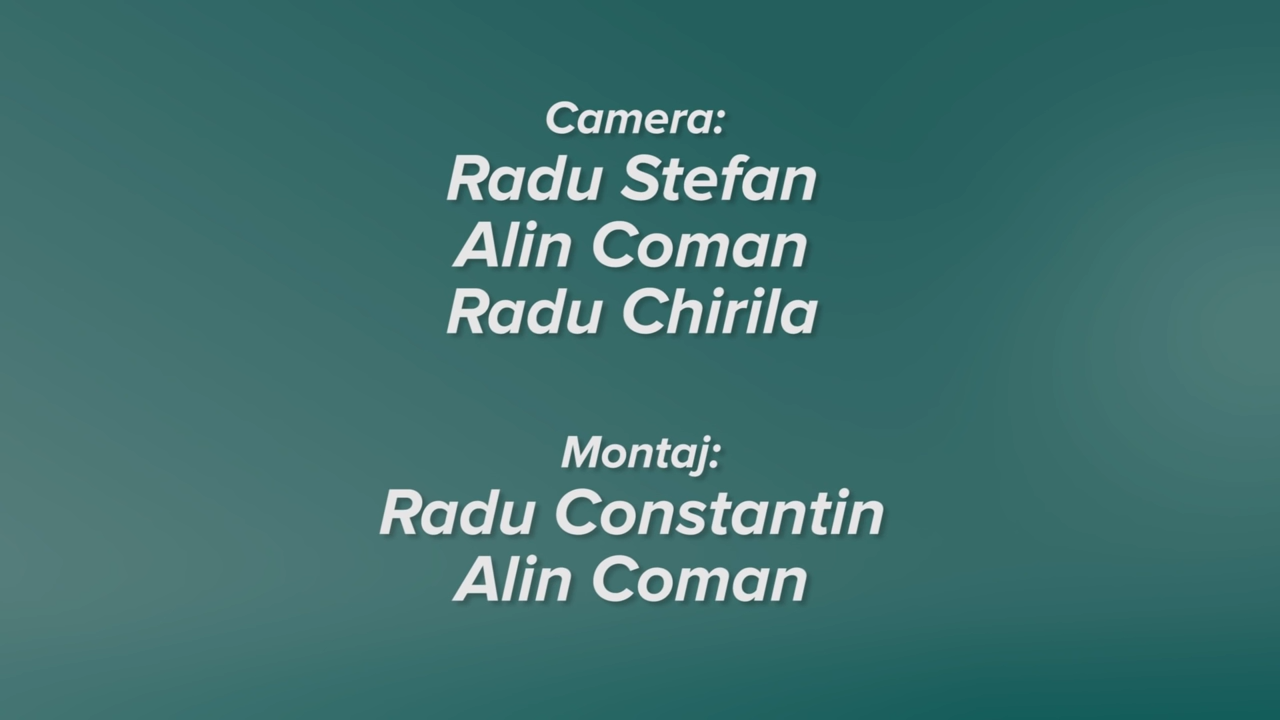 Camera:
Radu Stefan
Alin Coman
Radu Chirila
Montaj:
Radu Constantin
Alin Coman